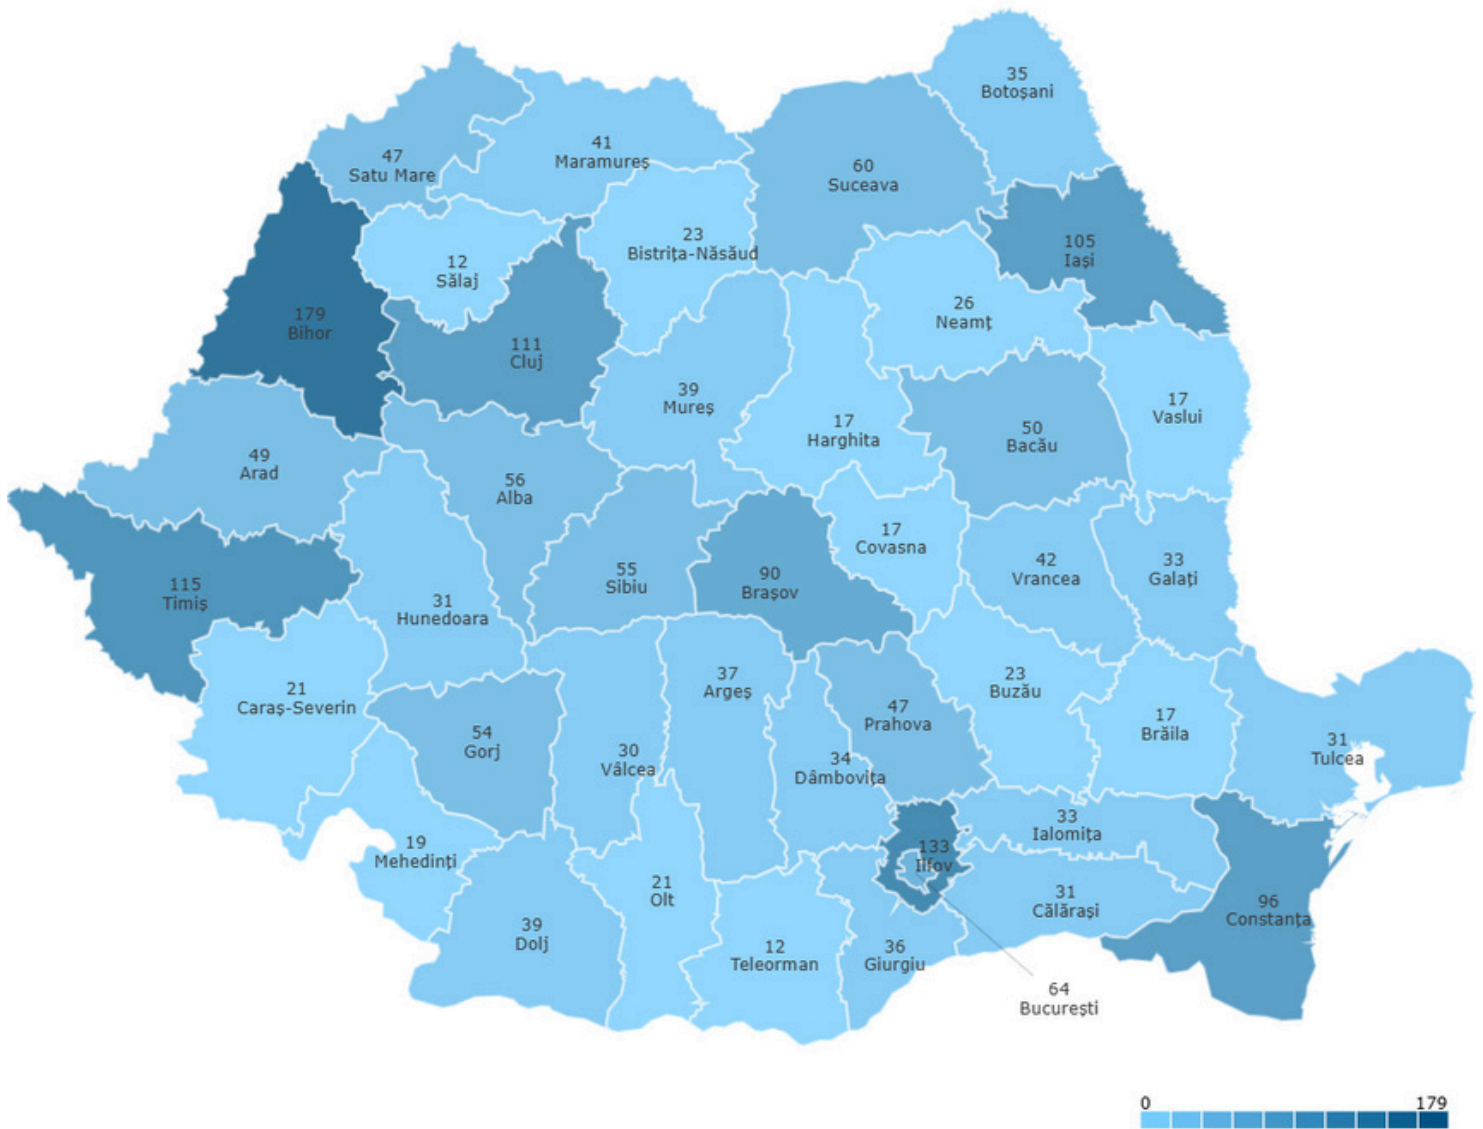 35
Botoșani
47
Satu Mare
41
Maramureș
60
Suceava
23
Bistrița-Năsăud
105
Iași
12
Sălaj
179
Bihor
26
Neamț
111
Cluj
39
Mureș
17
Harghita
50
Bacău
17
Vaslui
49
Arad
56
Alba
17
Covasna
55
Sibiu
90
Brașov
42
Vrancea
33
Galați
115
Timiș
31
Hunedoara
21
Caraș-Severin
37
Argeș
23
Buzău
47
Prahova
17
Brăila
54
Gorj
30
Vâlcea
34
Dâmbovița
31
Tulcea
19
Mehedinți
133
Ilfov
33
Ialomița
21
Olt
31
Călărași
96
Constanța
39
Dolj
12
Teleorman
36
Giurgiu
64
București
0 179